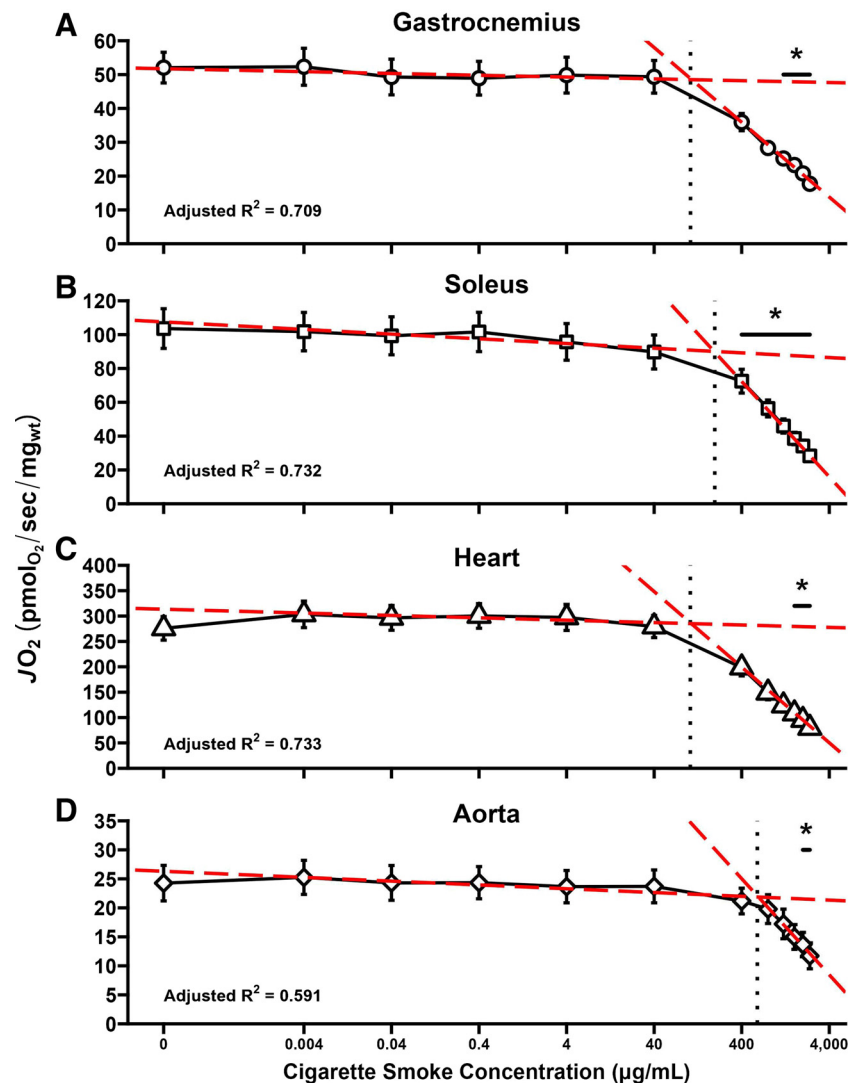 A
Gastrocnemius
60
50
40
30
20
10
0
*
Adjusted R² = 0.709
B
Soleus
120
100
80
60
40
20
0
*
Adjusted R² = 0.732
C
Heart
400
350
300
250
200
150
100
50
0
*
Adjusted R² = 0.733
D
Aorta
35
30
25
20
15
10
5
0
*
Adjusted R² = 0.591
JO₂ (pmolO₂/sec/mgwt)
0 0.004 0.04 0.4 4 40 400 4,000
Cigarette Smoke Concentration (µg/mL)